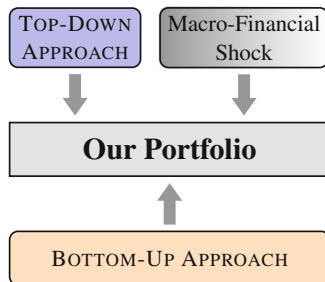 TOP-DOWN
APPROACH
Macro-Financial
Shock
Our Portfolio
BOTTOM-UP APPROACH